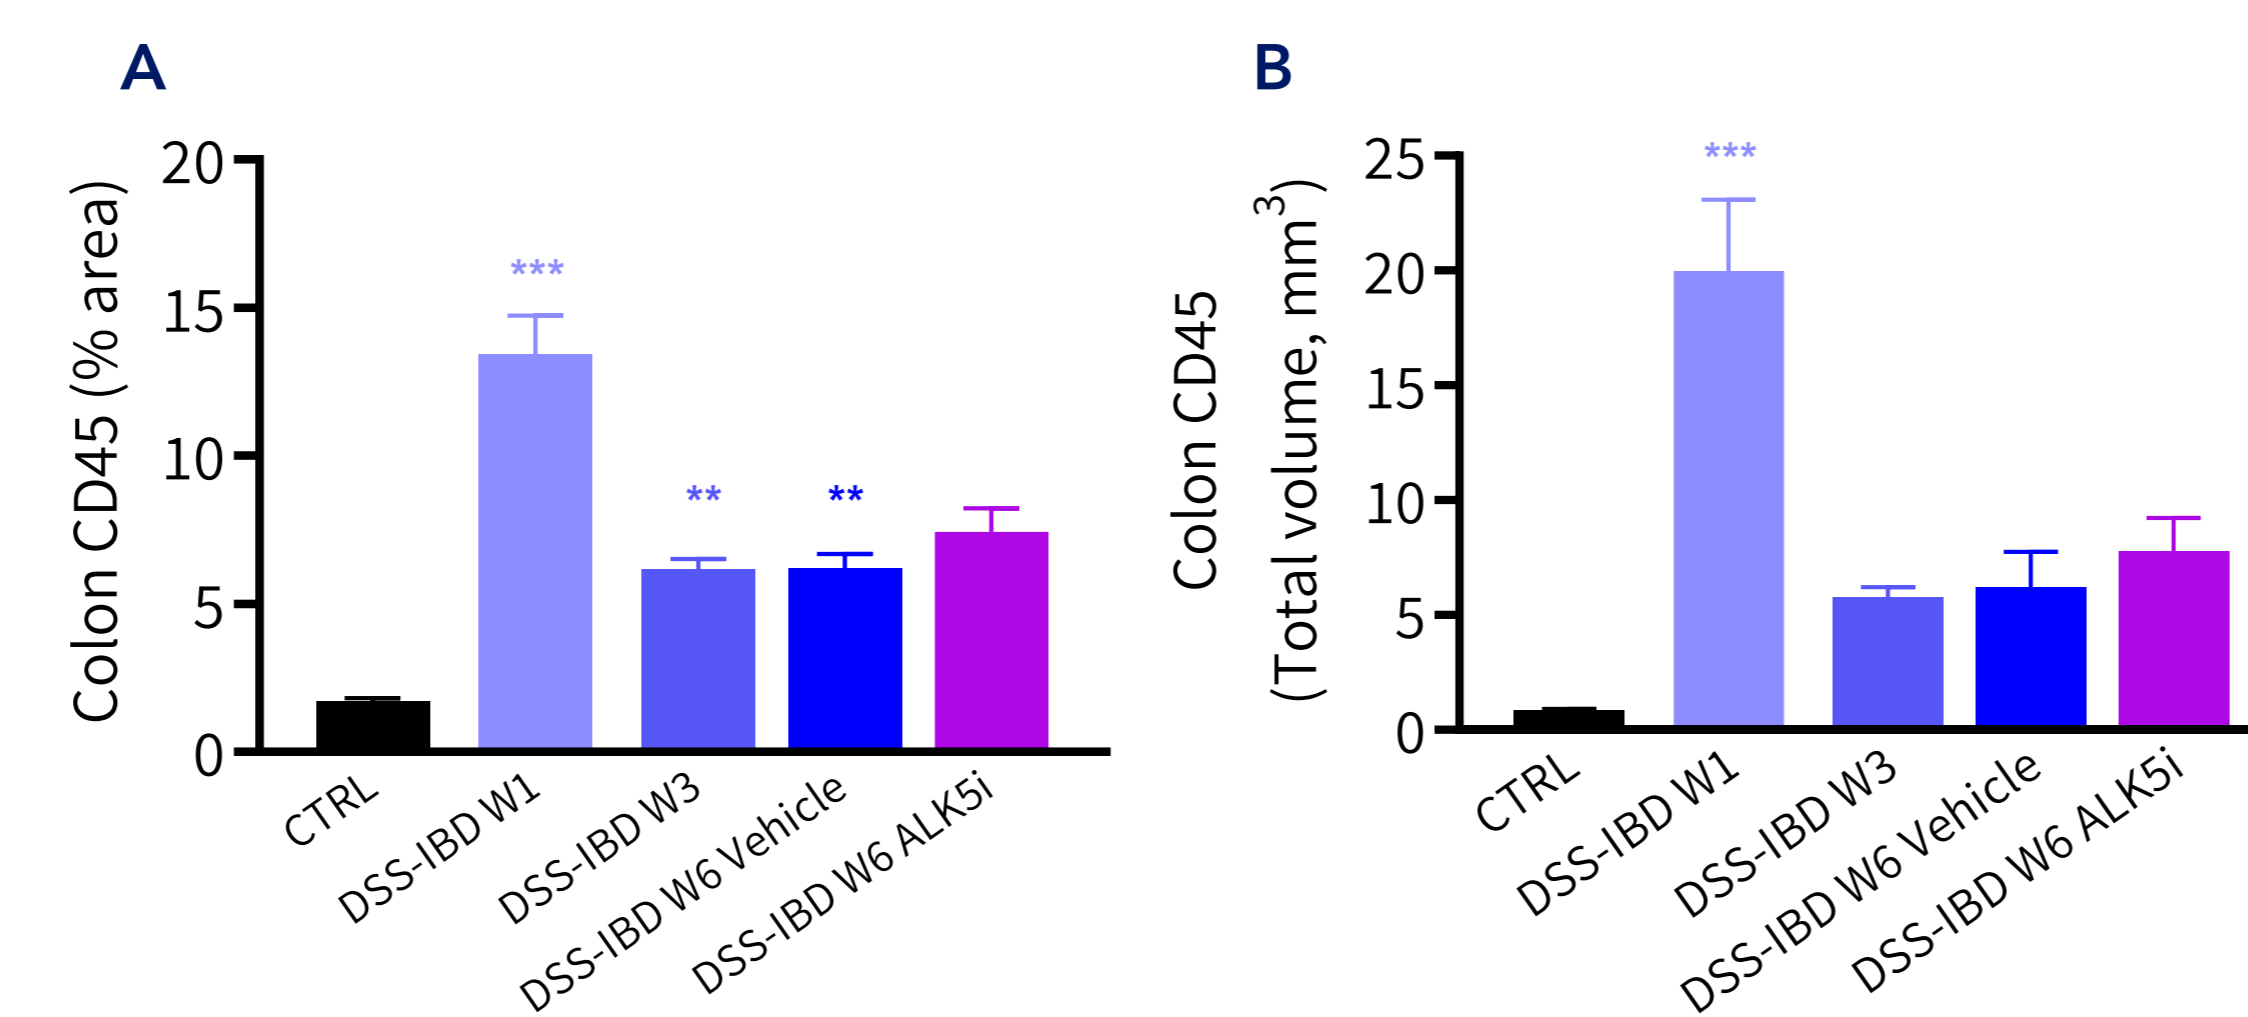 A
Colon CD45 (% area)
20
15
10
5
0
***
**
**
CTRL
DSS-IBD W1
DSS-IBD W3
DSS-IBD W6 Vehicle
DSS-IBD W6 ALK5i
B
Colon CD45
(Total volume, mm³)
25
20
15
10
5
0
***
CTRL
DSS-IBD W1
DSS-IBD W3
DSS-IBD W6 Vehicle
DSS-IBD W6 ALK5i